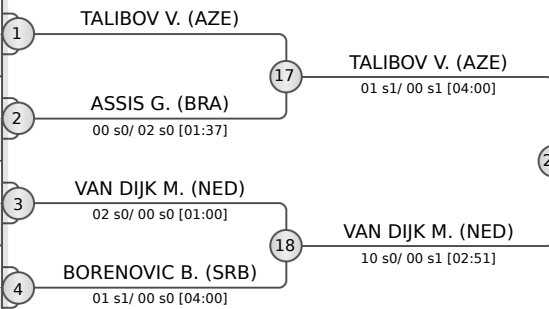 TALIBOV V. (AZE)
1
17
TALIBOV V. (AZE)
01 s1/ 00 s1 [04:00]
ASSIS G. (BRA)
2
00 s0/ 02 s0 [01:37]
VAN DIJK M. (NED)
3
02 s0/ 00 s0 [01:00]
18
VAN DIJK M. (NED)
10 s0/ 00 s1 [02:51]
BORENOVIC B. (SRB)
4
01 s1/ 00 s0 [04:00]